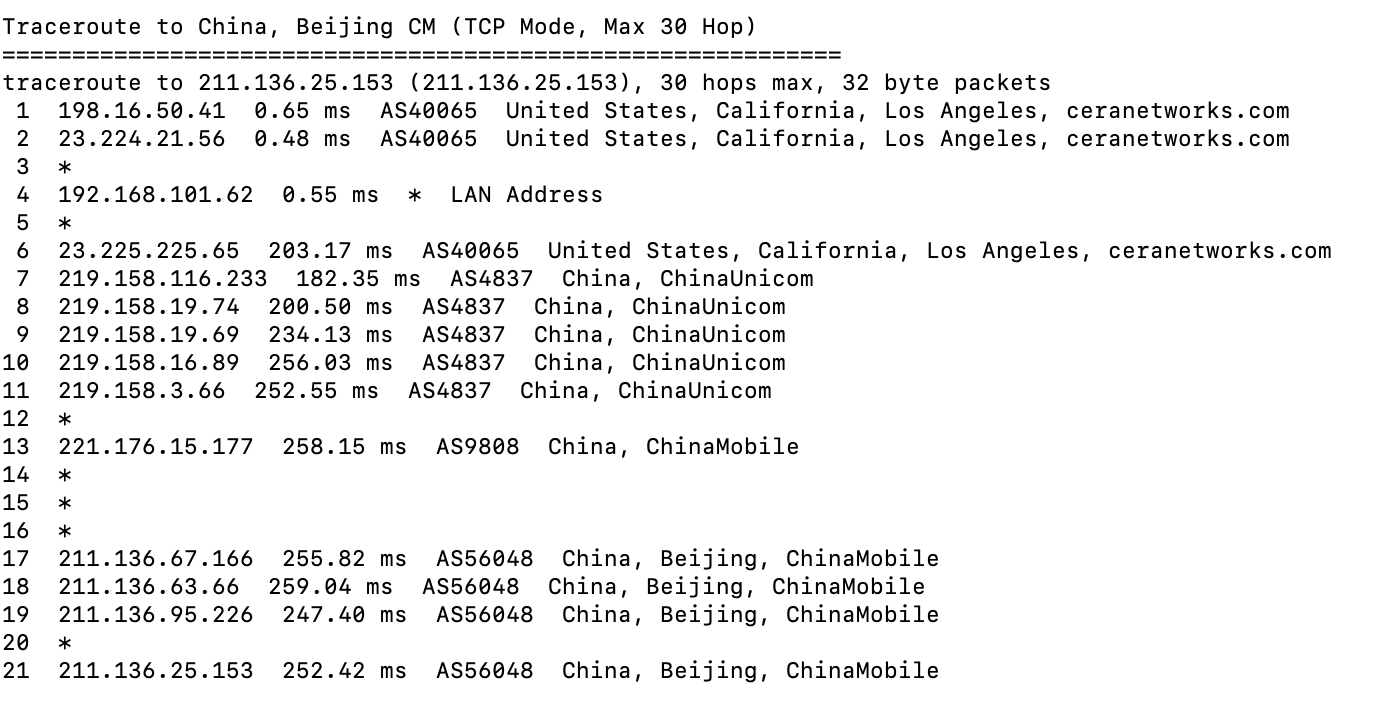 Traceroute to China, Beijing CM (TCP Mode, Max 30 Hop)
============================================================
traceroute to 211.136.25.153 (211.136.25.153), 30 hops max, 32 byte packets
 1  198.16.50.41  0.65 ms  AS40065  United States, California, Los Angeles, ceranetworks.com
 2  23.224.21.56  0.48 ms  AS40065  United States, California, Los Angeles, ceranetworks.com
 3  *
 4  192.168.101.62  0.55 ms  *  LAN Address
 5  *
 6  23.225.225.65  203.17 ms  AS40065  United States, California, Los Angeles, ceranetworks.com
 7  219.158.116.233  182.35 ms  AS4837  China, ChinaUnicom
 8  219.158.19.74  200.50 ms  AS4837  China, ChinaUnicom
 9  219.158.19.69  234.13 ms  AS4837  China, ChinaUnicom
10  219.158.16.89  256.03 ms  AS4837  China, ChinaUnicom
11  219.158.3.66  252.55 ms  AS4837  China, ChinaUnicom
12  *
13  221.176.15.177  258.15 ms  AS9808  China, ChinaMobile
14  *
15  *
16  *
17  211.136.67.166  255.82 ms  AS56048  China, Beijing, ChinaMobile
18  211.136.63.66  259.04 ms  AS56048  China, Beijing, ChinaMobile
19  211.136.95.226  247.40 ms  AS56048  China, Beijing, ChinaMobile
20  *
21  211.136.25.153  252.42 ms  AS56048  China, Beijing, ChinaMobile